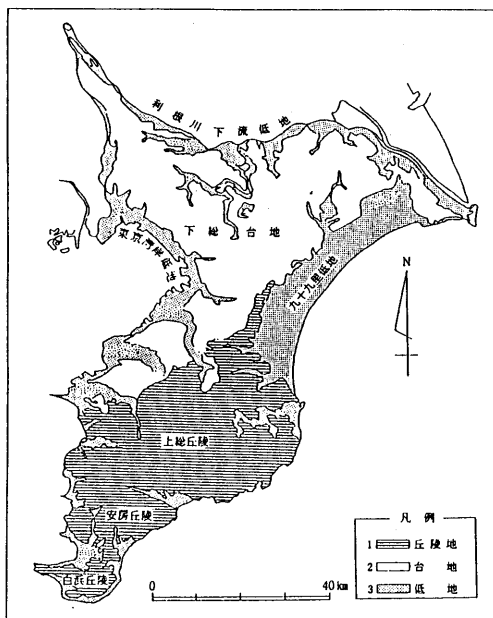 利根川下流低地
下総台地
東京湾岸低地
九十九里低地
N
上総丘陵
安房丘陵
白浜丘陵
凡例
1 丘陵地
2 台地
3 低地
0 20 40km